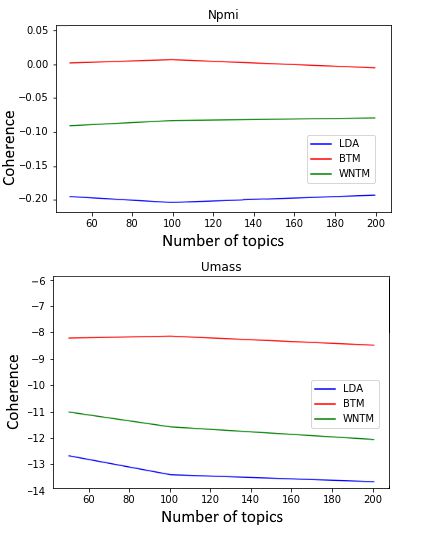 Npmi
0.05
0.00
−0.05
−0.10
−0.15
−0.20
Coherence
LDA
BTM
WNTM
60 80 100 120 140 160 180 200
Number of topics
Umass
−6
−7
−8
−9
−10
−11
−12
−13
−14
Coherence
LDA
BTM
WNTM
60 80 100 120 140 160 180 200
Number of topics